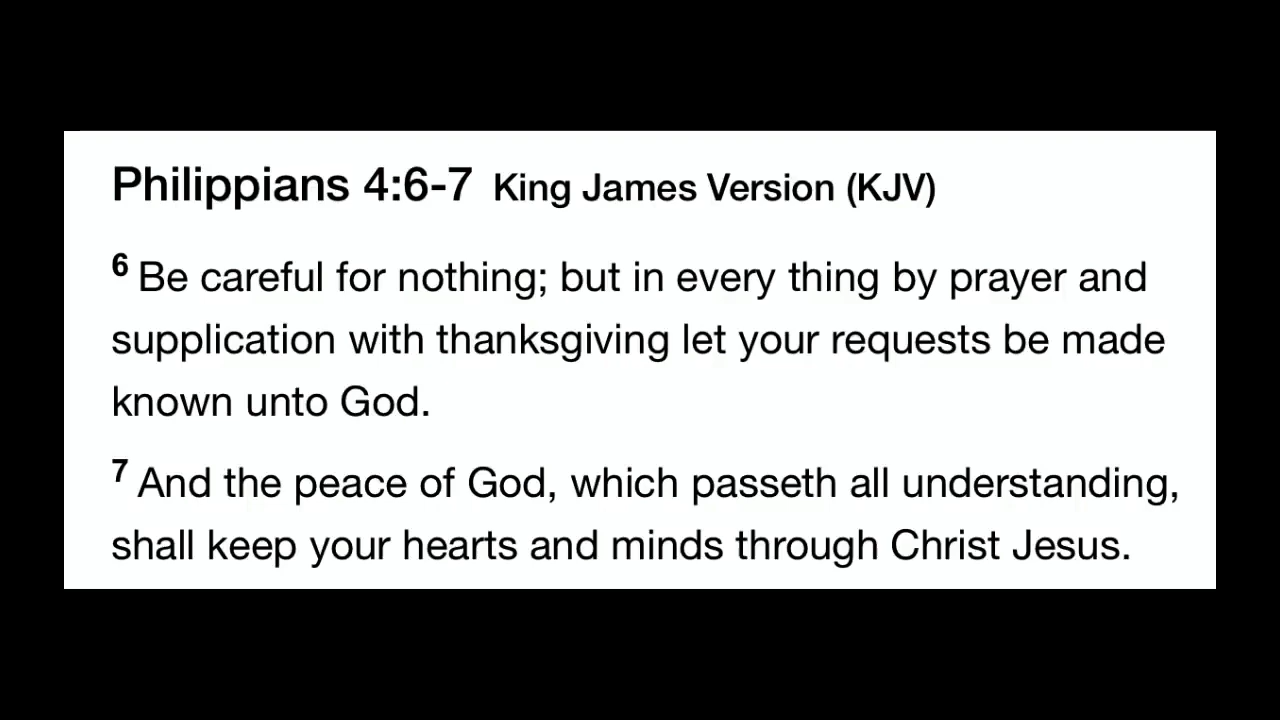 Philippians 4:6-7 King James Version (KJV)
6 Be careful for nothing; but in every thing by prayer and
supplication with thanksgiving let your requests be made
known unto God.
7 And the peace of God, which passeth all understanding,
shall keep your hearts and minds through Christ Jesus.